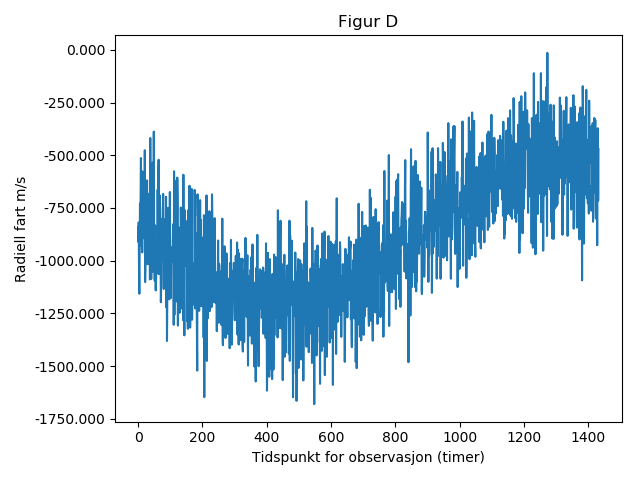 Figur D
0.000
-250.000
-500.000
-750.000
-1000.000
-1250.000
-1500.000
-1750.000
Radiell fart m/s
0 200 400 600 800 1000 1200 1400
Tidspunkt for observasjon (timer)